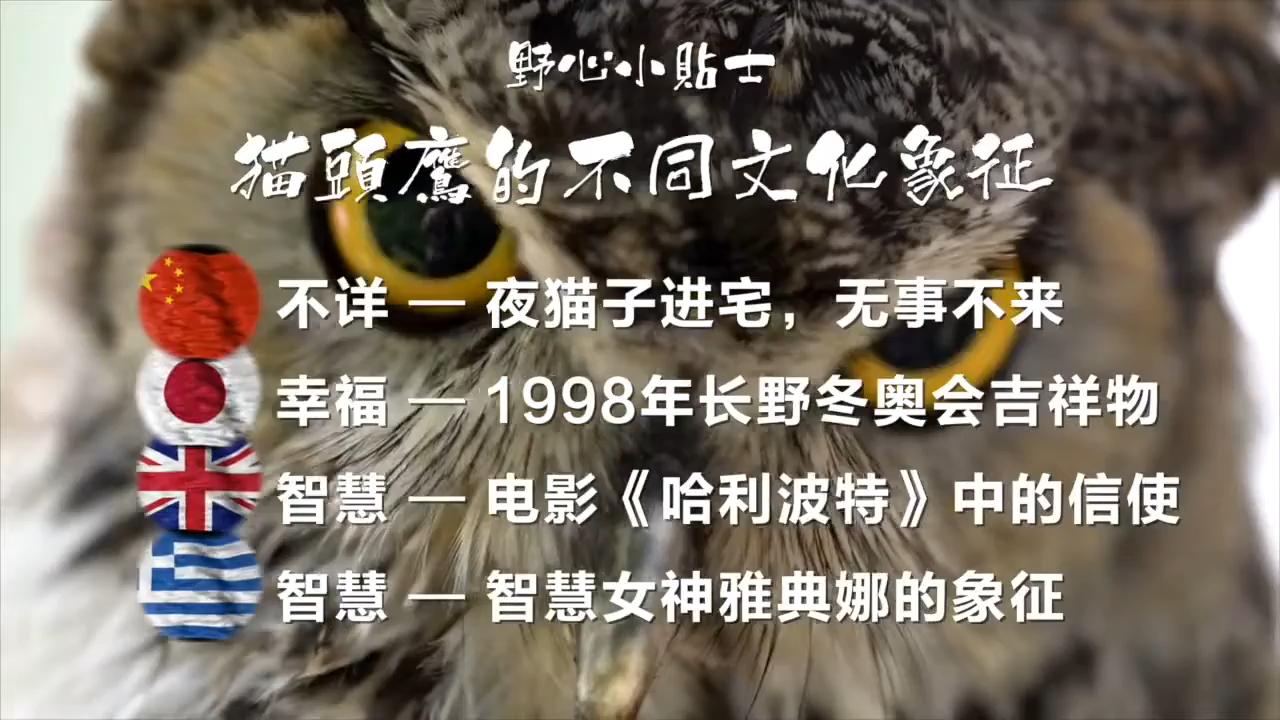 野心小貼士
猫頭鷹的不同文化象征
不详 — 夜猫子进宅，无事不来
幸福 — 1998年长野冬奥会吉祥物
智慧 — 电影《哈利波特》中的信使
智慧 — 智慧女神雅典娜的象征